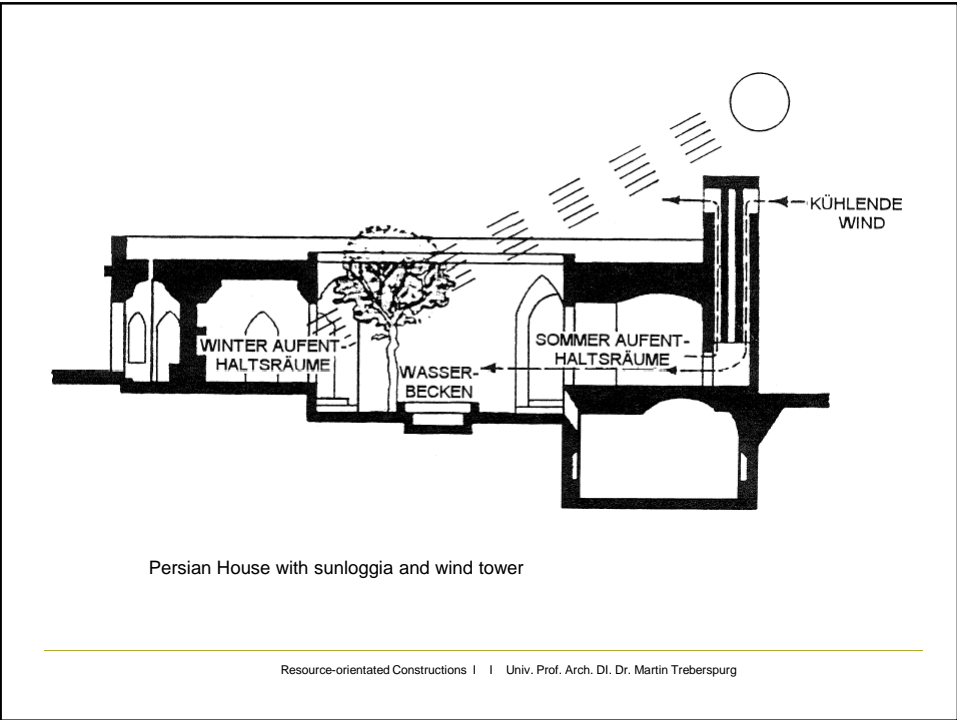 KÜHLENDE
WIND
WINTER AUFENT-
HALTSRÄUME
WASSER-
BECKEN
SOMMER AUFENT-
HALTSRÄUME
Persian House with sunloggia and wind tower
Resource-orientated Constructions I I Univ. Prof. Arch. DI. Dr. Martin Treberspurg